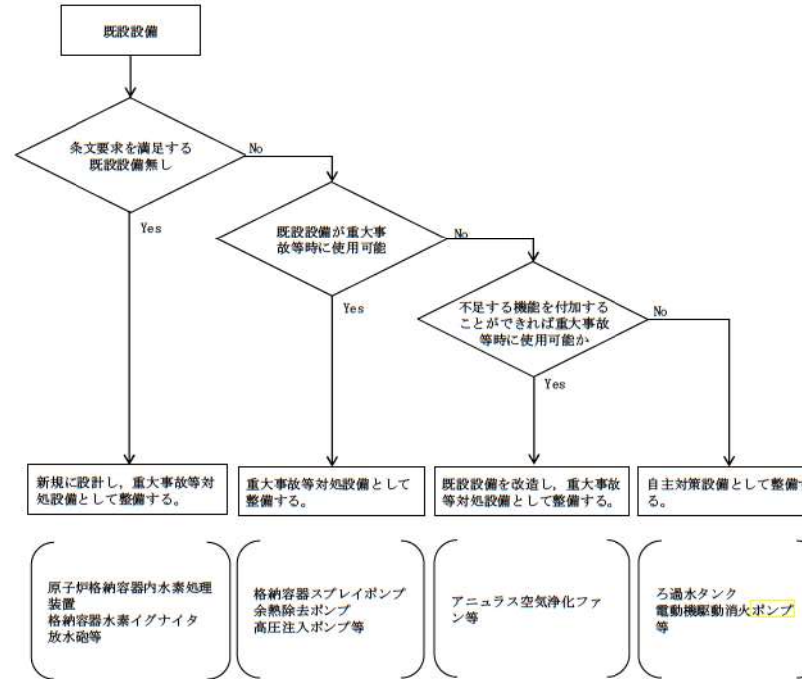 既設設備
条文要求を満足する
既設設備無し
No
Yes
既設設備が重大事
故等時に使用可能
No
Yes
不足する機能を付加する
ことができれば重大事故
等時に使用可能か
No
Yes
新規に設計し，重大事故等対
処設備として整備する。
重大事故等対処設備として
整備する。
既設設備を改造し，重大事故
等対処設備として整備する。
自主対策設備として整備す
る。
原子炉格納容器内水素処理
装置
格納容器水素イグナイタ
放水砲等
格納容器スプレイポンプ
余熱除去ポンプ
高圧注入ポンプ等
アニュラス空気浄化ファ
ン等
ろ過水タンク
電動機駆動消火ポンプ
等